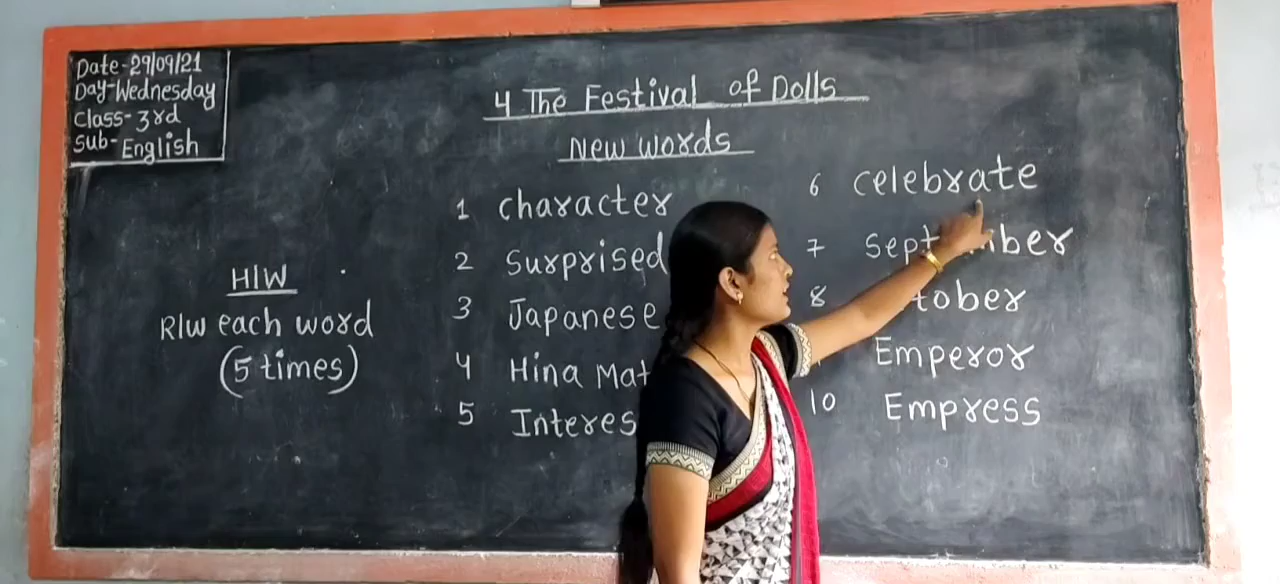 Date-29/09/21
Day-Wednesday
Class-3rd
Sub-English
4 The Festival of Dolls
New words
1 character
2 Surprised
3 Japanese
4 Hina
5
6 celebrate
7
8
Emperor
10 Empress
H/W
R/w each word
(5 times)